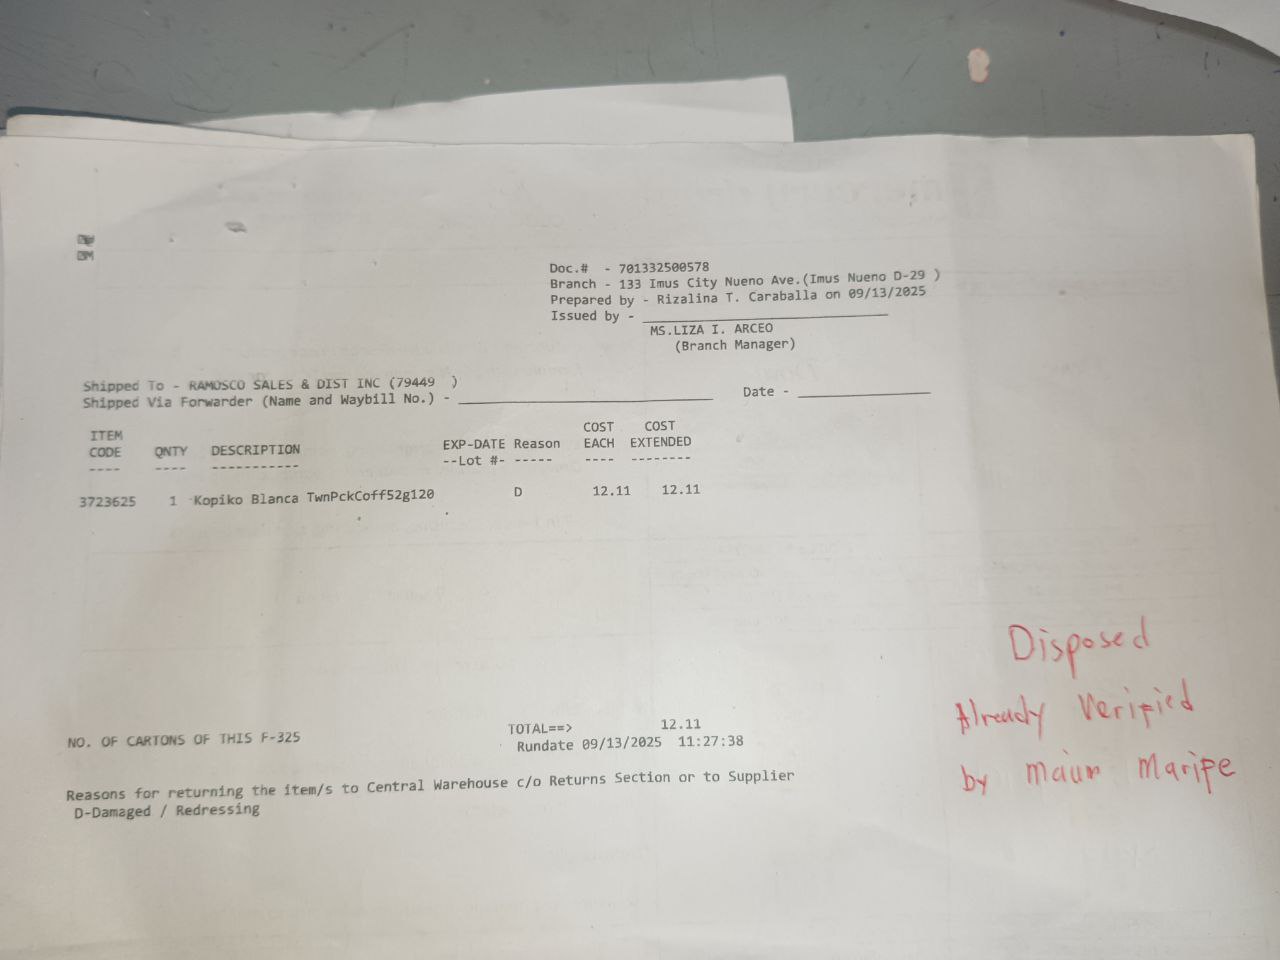 Doc.# - 701332500578
Branch - 133 Imus City Nueno Ave.(Imus Nueno D-29 )
Prepared by - Rizalina T. Caraballa on 09/13/2025
Issued by - ____________________
MS.LIZA I. ARCEO
(Branch Manager)
Shipped To - RAMOSCO SALES & DIST INC (79449 )
Shipped Via Forwarder (Name and Waybill No.) - ____________________ Date - ____________________
ITEM COST COST
CODE QNTY DESCRIPTION EXP-DATE Reason EACH EXTENDED
---- ---- ----------- --Lot #- ----- ---- --------
3723625 1 Kopiko Blanca TwnPckCoff52g120 D 12.11 12.11
Disposed
Already Verified
by Maripe
NO. OF CARTONS OF THIS F-325 TOTAL==> 12.11
Rundate 09/13/2025 11:27:38
Reasons for returning the item/s to Central Warehouse c/o Returns Section or to Supplier
D-Damaged / Redressing